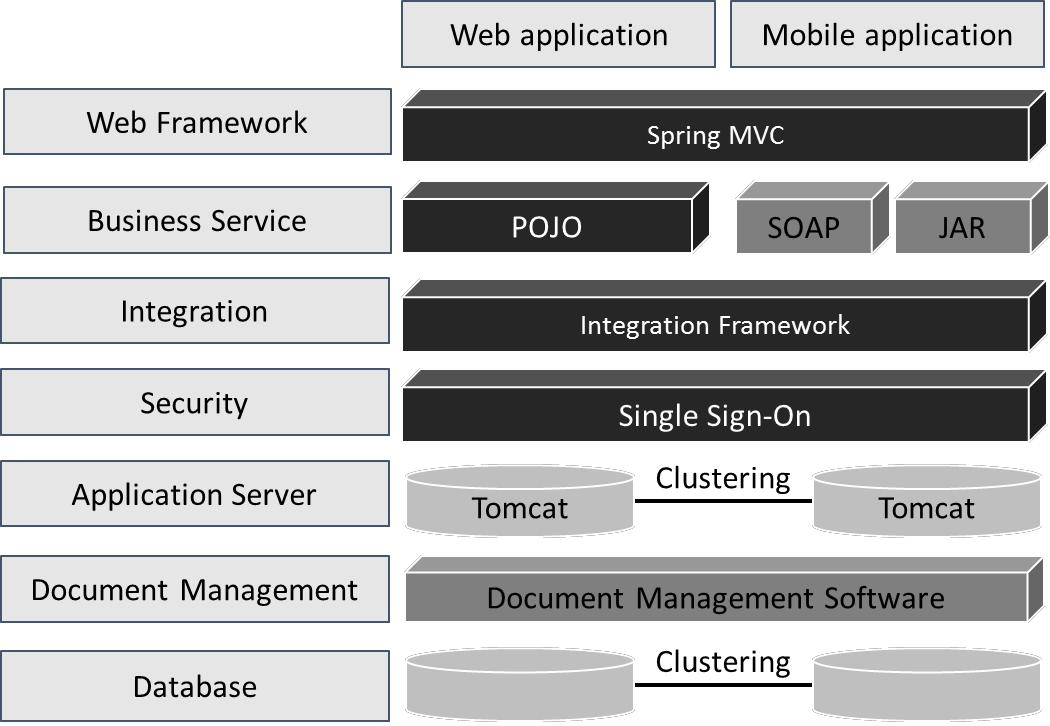 Web application
Mobile application
Web Framework
Spring MVC
Business Service
POJO
SOAP
JAR
Integration
Integration Framework
Security
Single Sign-On
Application Server
Tomcat
Clustering
Tomcat
Document Management
Document Management Software
Database
Clustering